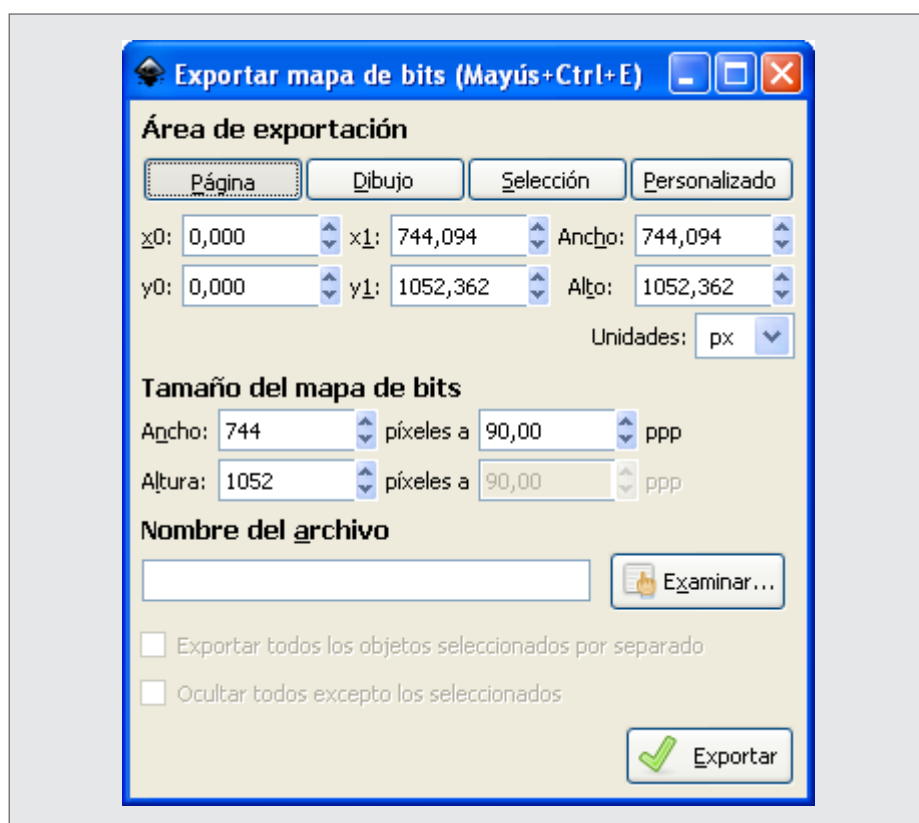 Exportar mapa de bits (Mayús+Ctrl+E)
Área de exportación
Página Dibujo Selección Personalizado
x0: 0,000 x1: 744,094 Ancho: 744,094
y0: 0,000 y1: 1052,362 Alto: 1052,362
Unidades: px
Tamaño del mapa de bits
Ancho: 744 píxeles a 90,00 ppp
Altura: 1052 píxeles a 90,00 ppp
Nombre del archivo
Examinar...
Exportar todos los objetos seleccionados por separado
Ocultar todos excepto los seleccionados
Exportar